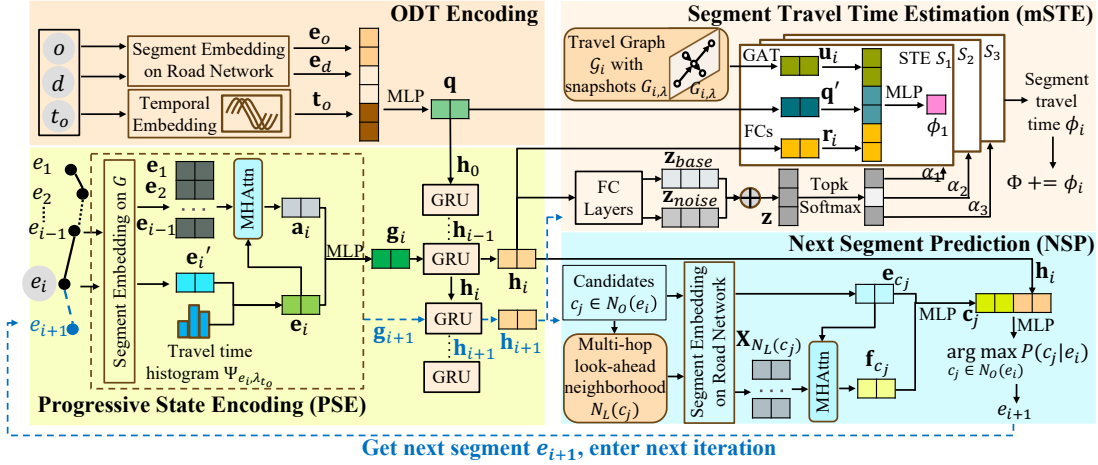 ODT Encoding
o
d
t_o
Segment Embedding
on Road Network
Temporal
Embedding
e_o
e_d
t_o
MLP
q
h_0
Segment Travel Time Estimation (mSTE)
Travel Graph
𝒢_i with
snapshots G_{i,λ}
G_{i,λ}
GAT
u_i
STE S_1
S_2
S_3
q′
MLP
ϕ_1
FCs
r_i
Segment
travel
time ϕ_i
Φ += ϕ_i
FC
Layers
z_base
z_noise
z
Topk
Softmax
α_1
α_2
α_3
e_1
e_2
e_{i−1}
e_i
e_{i+1}
Segment Embedding on G
e_1
e_2
....
e_{i−1}
MHAttn
a_i
e_i′
e_i
Travel time
histogram Ψ_{e_i,λ_{t_o}}
MLP
g_i
GRU
h_{i−1}
GRU
h_i
h_i
g_{i+1}
GRU
h_{i+1}
h_{i+1}
GRU
Progressive State Encoding (PSE)
Next Segment Prediction (NSP)
Candidates
c_j ∈ N_O(e_i)
Multi-hop
look-ahead
neighborhood
N_L(c_j)
Segment Embedding
on Road Network
e_{c_j}
X_{N_L(c_j)}
....
MHAttn
f_{c_j}
MLP
c_j
h_i
MLP
arg max P(c_j|e_i)
c_j ∈ N_O(e_i)
e_{i+1}
Get next segment e_{i+1}, enter next iteration